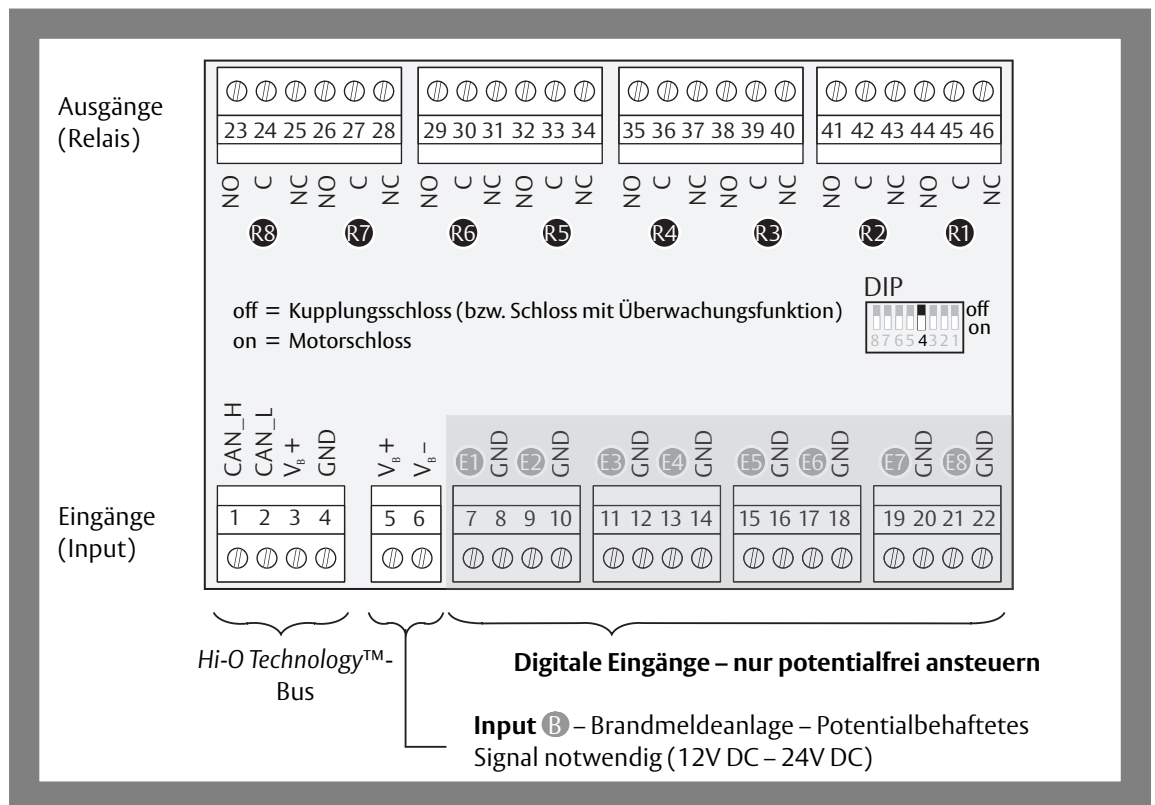 Ausgänge
(Relais)
23 24 25 26 27 28
29 30 31 32 33 34
35 36 37 38 39 40
41 42 43 44 45 46
NO C NC NO C NC
NO C NC NO C NC
NO C NC NO C NC
NO C NC NO C NC
R8 R7 R6 R5 R4 R3 R2 R1
off = Kupplungsschloss (bzw. Schloss mit Überwachungsfunktion)
on = Motorschloss
DIP
off
on
8 7 6 5 4 3 2 1
CAN_H CAN_L VB+ GND
VB+ VB–
E1 GND E2 GND
E3 GND E4 GND
E5 GND E6 GND
E7 GND E8 GND
Eingänge
(Input)
1 2 3 4
5 6
7 8 9 10
11 12 13 14
15 16 17 18
19 20 21 22
Hi-O Technology™-
Bus
Digitale Eingänge – nur potentialfrei ansteuern
Input B – Brandmeldeanlage – Potentialbehaftetes
Signal notwendig (12V DC – 24V DC)